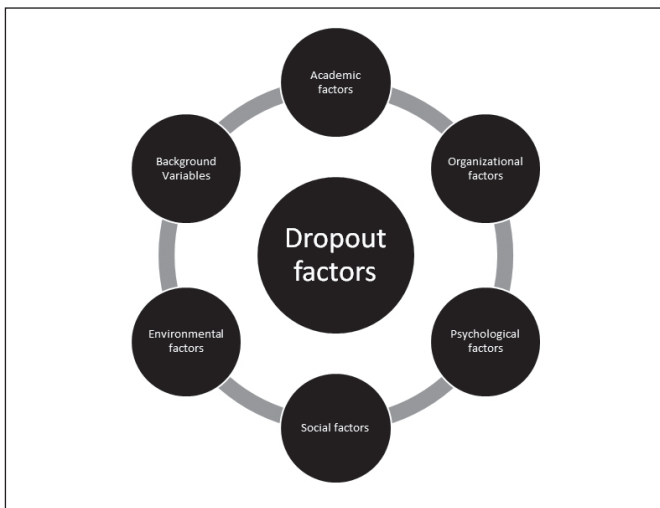 Academic
factors
Organizational
factors
Psychological
factors
Social factors
Environmental
factors
Background
Variables
Dropout
factors